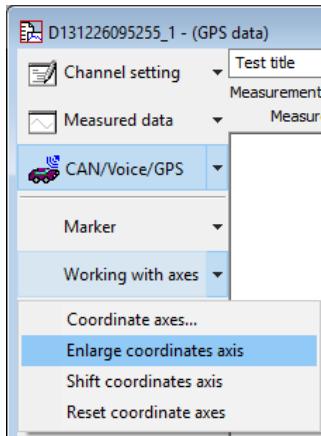 D131226095255_1 - (GPS data)
Channel setting
Test title
Measurement
Measured data
Measur
CAN/Voice/GPS
Marker
Working with axes
Coordinate axes...
Enlarge coordinates axis
Shift coordinates axis
Reset coordinate axes